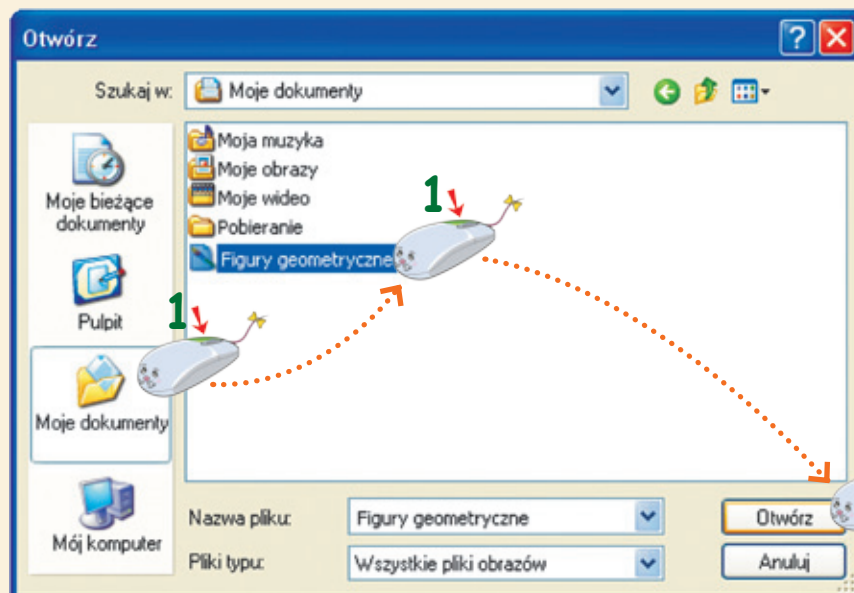 Otwórz
Szukaj w: Moje dokumenty
Moje bieżące
dokumenty
Pulpit
Moje dokumenty
Mój komputer
Moja muzyka
Moje obrazy
Moje wideo
Pobieranie
Figury geometryczne
1
1
Nazwa pliku: Figury geometryczne
Otwórz
Pliki typu: Wszystkie pliki obrazów
Anuluj